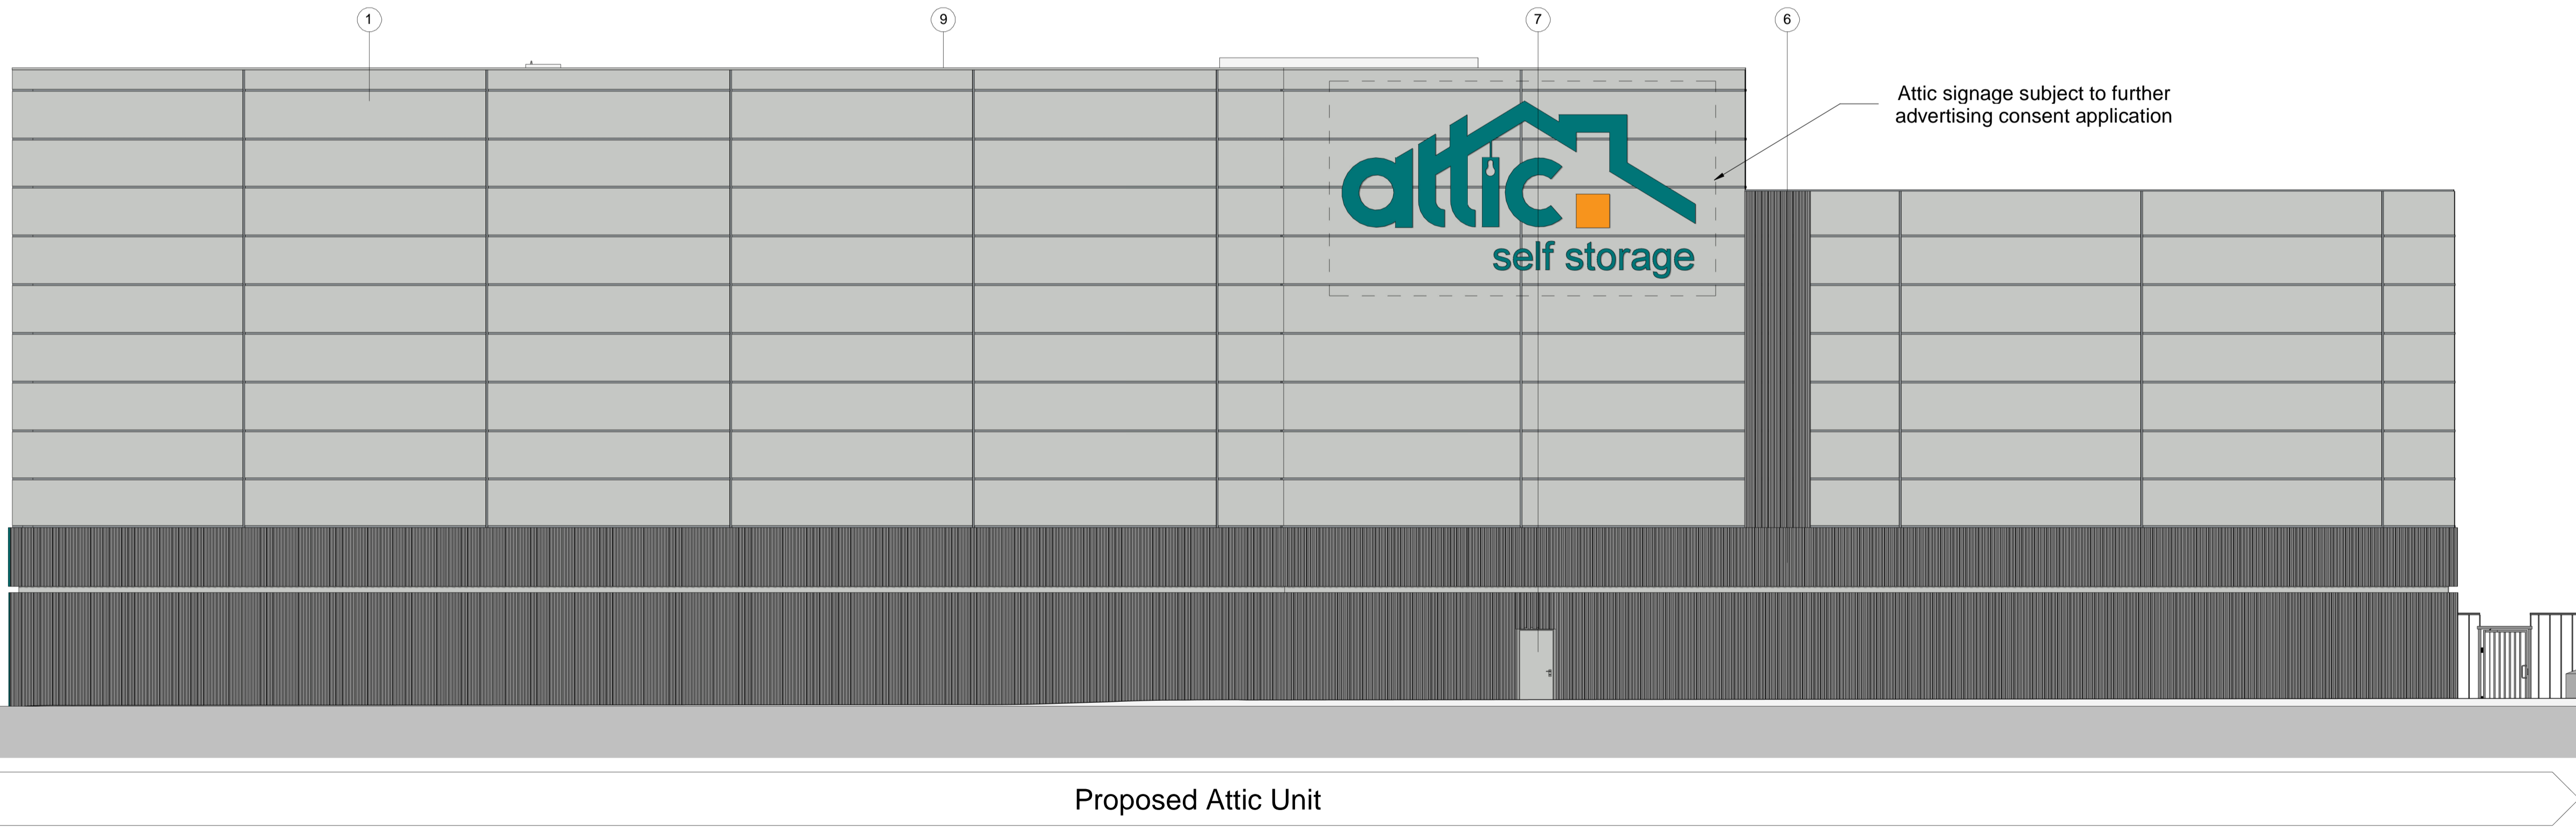 1
9
7
6
Attic signage subject to further
advertising consent application
attic
self storage
Proposed Attic Unit